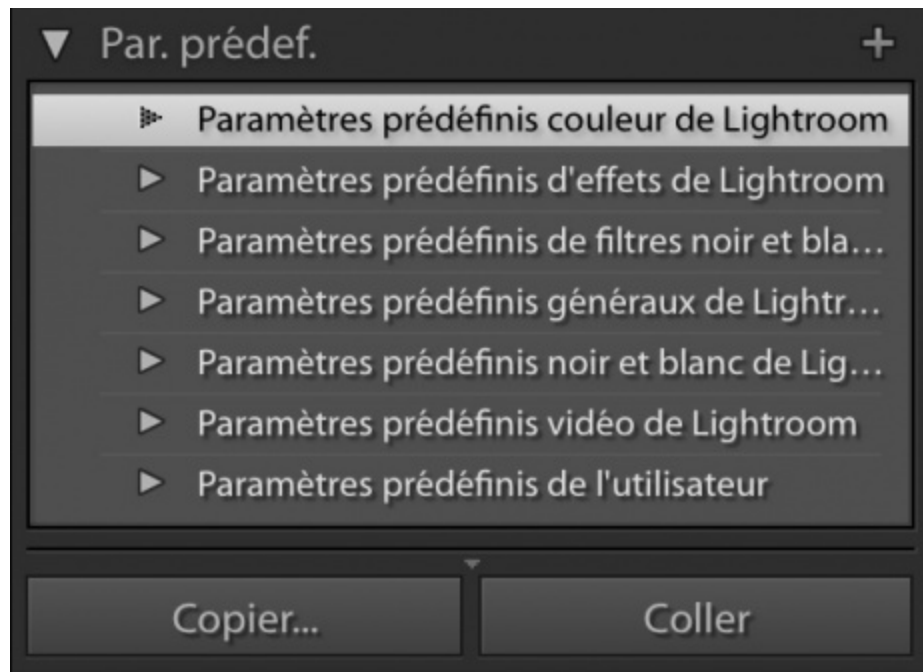 Par. prédef.
Paramètres prédéfinis couleur de Lightroom
Paramètres prédéfinis d'effets de Lightroom
Paramètres prédéfinis de filtres noir et bla...
Paramètres prédéfinis généraux de Lightr...
Paramètres prédéfinis noir et blanc de Lig...
Paramètres prédéfinis vidéo de Lightroom
Paramètres prédéfinis de l'utilisateur
Copier... Coller